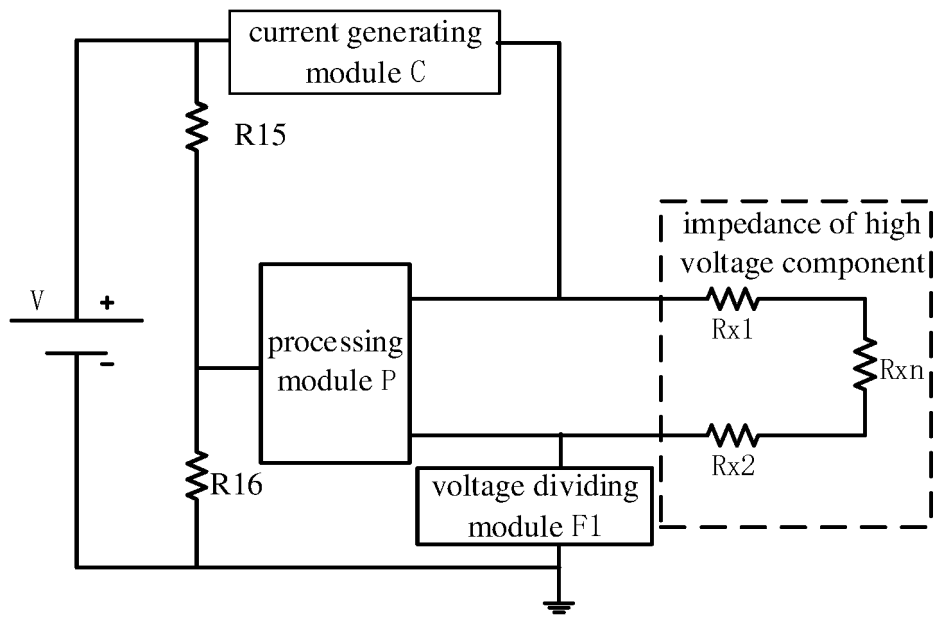 current generating
module C
R15
impedance of high
voltage component
V
+
Rx1
processing
module P
-
Rxn
Rx2
R16
voltage dividing
module F1